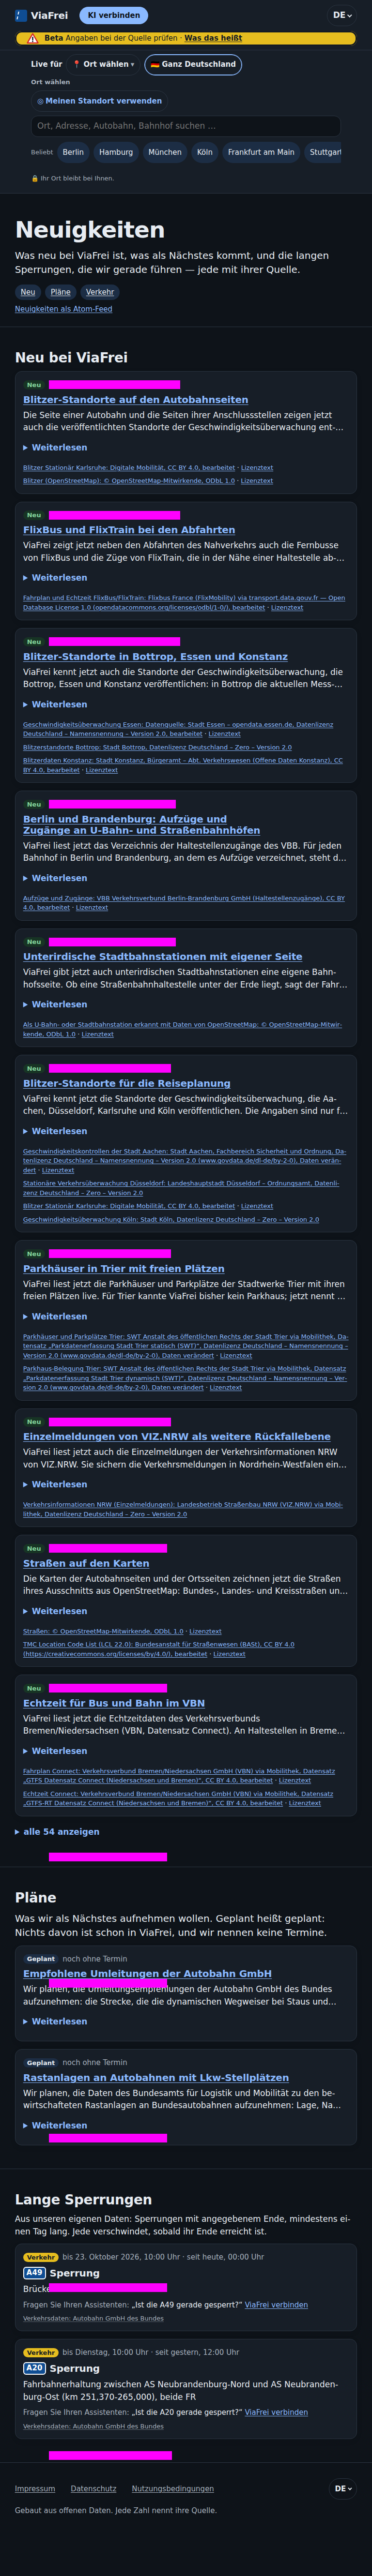 ViaFrei
KI verbinden
DE
Beta Angaben bei der Quelle prüfen · Was das heißt
Live für
Ort wählen
Ganz Deutschland
Ort wählen
Meinen Standort verwenden
Ort, Adresse, Autobahn, Bahnhof suchen …
Beliebt Berlin Hamburg München Köln Frankfurt am Main Stuttgart
Ihr Ort bleibt bei Ihnen.
Neuigkeiten
Was neu bei ViaFrei ist, was als Nächstes kommt, und die langen
Sperrungen, die wir gerade führen — jede mit ihrer Quelle.
Neu Pläne Verkehr
Neuigkeiten als Atom-Feed
Neu bei ViaFrei
Neu
Blitzer-Standorte auf den Autobahnseiten
Die Seite einer Autobahn und die Seiten ihrer Anschlussstellen zeigen jetzt
auch die veröffentlichten Standorte der Geschwindigkeitsüberwachung ent-…
Weiterlesen
Blitzer Stationär Karlsruhe: Digitale Mobilität, CC BY 4.0, bearbeitet · Lizenztext
Blitzer (OpenStreetMap): © OpenStreetMap-Mitwirkende, ODbL 1.0 · Lizenztext
Neu
FlixBus und FlixTrain bei den Abfahrten
ViaFrei zeigt jetzt neben den Abfahrten des Nahverkehrs auch die Fernbusse
von FlixBus und die Züge von FlixTrain, die in der Nähe einer Haltestelle ab-…
Weiterlesen
Fahrplan und Echtzeit FlixBus/FlixTrain: Flixbus France (FlixMobility) via transport.data.gouv.fr — Open
Database License 1.0 (opendatacommons.org/licenses/odbl/1-0/), bearbeitet · Lizenztext
Neu
Blitzer-Standorte in Bottrop, Essen und Konstanz
ViaFrei kennt jetzt auch die Standorte der Geschwindigkeitsüberwachung, die
Bottrop, Essen und Konstanz veröffentlichen: in Bottrop die aktuellen Mess-…
Weiterlesen
Geschwindigkeitsüberwachung Essen: Datenquelle: Stadt Essen – opendata.essen.de, Datenlizenz
Deutschland – Namensnennung – Version 2.0, bearbeitet · Lizenztext
Blitzerstandorte Bottrop: Stadt Bottrop, Datenlizenz Deutschland – Zero – Version 2.0
Blitzerdaten Konstanz: Stadt Konstanz, Bürgeramt – Abt. Verkehrswesen (Offene Daten Konstanz), CC
BY 4.0, bearbeitet · Lizenztext
Neu
Berlin und Brandenburg: Aufzüge und
Zugänge an U-Bahn- und Straßenbahnhöfen
ViaFrei liest jetzt das Verzeichnis der Haltestellenzugänge des VBB. Für jeden
Bahnhof in Berlin und Brandenburg, an dem es Aufzüge verzeichnet, steht d…
Weiterlesen
Aufzüge und Zugänge: VBB Verkehrsverbund Berlin-Brandenburg GmbH (Haltestellenzugänge), CC BY
4.0, bearbeitet · Lizenztext
Neu
Unterirdische Stadtbahnstationen mit eigener Seite
ViaFrei gibt jetzt auch unterirdischen Stadtbahnstationen eine eigene Bahn-
hofsseite. Ob eine Straßenbahnhaltestelle unter der Erde liegt, sagt der Fahr…
Weiterlesen
Als U-Bahn- oder Stadtbahnstation erkannt mit Daten von OpenStreetMap: © OpenStreetMap-Mitwir-
kende, ODbL 1.0 · Lizenztext
Neu
Blitzer-Standorte für die Reiseplanung
ViaFrei kennt jetzt die Standorte der Geschwindigkeitsüberwachung, die Aa-
chen, Düsseldorf, Karlsruhe und Köln veröffentlichen. Die Angaben sind nur f…
Weiterlesen
Geschwindigkeitskontrollen der Stadt Aachen: Stadt Aachen, Fachbereich Sicherheit und Ordnung, Da-
tenlizenz Deutschland – Namensnennung – Version 2.0 (www.govdata.de/dl-de/by-2-0), Daten verän-
dert · Lizenztext
Stationäre Verkehrsüberwachung Düsseldorf: Landeshauptstadt Düsseldorf – Ordnungsamt, Datenli-
zenz Deutschland – Zero – Version 2.0
Blitzer Stationär Karlsruhe: Digitale Mobilität, CC BY 4.0, bearbeitet · Lizenztext
Geschwindigkeitsüberwachung Köln: Stadt Köln, Datenlizenz Deutschland – Zero – Version 2.0
Neu
Parkhäuser in Trier mit freien Plätzen
ViaFrei liest jetzt die Parkhäuser und Parkplätze der Stadtwerke Trier mit ihren
freien Plätzen live. Für Trier kannte ViaFrei bisher kein Parkhaus; jetzt nennt …
Weiterlesen
Parkhäuser und Parkplätze Trier: SWT Anstalt des öffentlichen Rechts der Stadt Trier via Mobilithek, Da-
tensatz „Parkdatenerfassung Stadt Trier statisch (SWT)", Datenlizenz Deutschland – Namensnennung –
Version 2.0 (www.govdata.de/dl-de/by-2-0), Daten verändert · Lizenztext
Parkhaus-Belegung Trier: SWT Anstalt des öffentlichen Rechts der Stadt Trier via Mobilithek, Datensatz
„Parkdatenerfassung Stadt Trier dynamisch (SWT)", Datenlizenz Deutschland – Namensnennung – Ver-
sion 2.0 (www.govdata.de/dl-de/by-2-0), Daten verändert · Lizenztext
Neu
Einzelmeldungen von VIZ.NRW als weitere Rückfallebene
ViaFrei liest jetzt auch die Einzelmeldungen der Verkehrsinformationen NRW
von VIZ.NRW. Sie sichern die Verkehrsmeldungen in Nordrhein-Westfalen ein…
Weiterlesen
Verkehrsinformationen NRW (Einzelmeldungen): Landesbetrieb Straßenbau NRW (VIZ.NRW) via Mobi-
lithek, Datenlizenz Deutschland – Zero – Version 2.0
Neu
Straßen auf den Karten
Die Karten der Autobahnseiten und der Ortsseiten zeichnen jetzt die Straßen
ihres Ausschnitts aus OpenStreetMap: Bundes-, Landes- und Kreisstraßen un…
Weiterlesen
Straßen: © OpenStreetMap-Mitwirkende, ODbL 1.0 · Lizenztext
TMC Location Code List (LCL 22.0): Bundesanstalt für Straßenwesen (BASt), CC BY 4.0
(https://creativecommons.org/licenses/by/4.0/), bearbeitet · Lizenztext
Neu
Echtzeit für Bus und Bahn im VBN
ViaFrei liest jetzt die Echtzeitdaten des Verkehrsverbunds
Bremen/Niedersachsen (VBN, Datensatz Connect). An Haltestellen in Breme…
Weiterlesen
Fahrplan Connect: Verkehrsverbund Bremen/Niedersachsen GmbH (VBN) via Mobilithek, Datensatz
„GTFS Datensatz Connect (Niedersachsen und Bremen)", CC BY 4.0, bearbeitet · Lizenztext
Echtzeit Connect: Verkehrsverbund Bremen/Niedersachsen GmbH (VBN) via Mobilithek, Datensatz
„GTFS-RT Datensatz Connect (Niedersachsen und Bremen)", CC BY 4.0, bearbeitet · Lizenztext
alle 54 anzeigen
Pläne
Was wir als Nächstes aufnehmen wollen. Geplant heißt geplant:
Nichts davon ist schon in ViaFrei, und wir nennen keine Termine.
Geplant noch ohne Termin
Empfohlene Umleitungen der Autobahn GmbH
Wir planen, die Umleitungsempfehlungen der Autobahn GmbH des Bundes
aufzunehmen: die Strecke, die die dynamischen Wegweiser bei Staus und…
Weiterlesen
Geplant noch ohne Termin
Rastanlagen an Autobahnen mit Lkw-Stellplätzen
Wir planen, die Daten des Bundesamts für Logistik und Mobilität zu den be-
wirtschafteten Rastanlagen an Bundesautobahnen aufzunehmen: Lage, Na…
Weiterlesen
Lange Sperrungen
Aus unseren eigenen Daten: Sperrungen mit angegebenem Ende, mindestens ei-
nen Tag lang. Jede verschwindet, sobald ihr Ende erreicht ist.
Verkehr bis 23. Oktober 2026, 10:00 Uhr · seit heute, 00:00 Uhr
A49 Sperrung
Brücke
Fragen Sie Ihren Assistenten: „Ist die A49 gerade gesperrt?" ViaFrei verbinden
Verkehrsdaten: Autobahn GmbH des Bundes
Verkehr bis Dienstag, 10:00 Uhr · seit gestern, 12:00 Uhr
A20 Sperrung
Fahrbahnerhaltung zwischen AS Neubrandenburg-Nord und AS Neubranden-
burg-Ost (km 251,370-265,000), beide FR
Fragen Sie Ihren Assistenten: „Ist die A20 gerade gesperrt?" ViaFrei verbinden
Verkehrsdaten: Autobahn GmbH des Bundes
Impressum Datenschutz Nutzungsbedingungen
DE
Gebaut aus offenen Daten. Jede Zahl nennt ihre Quelle.